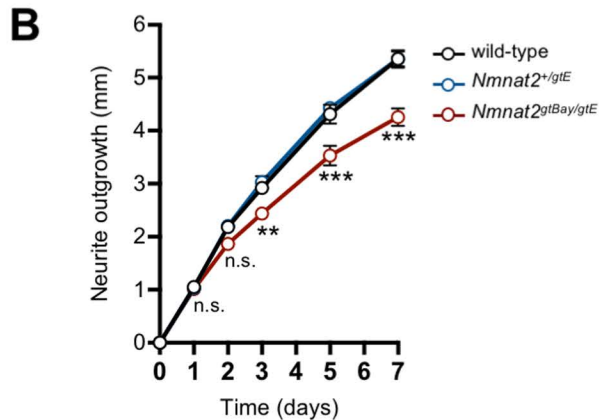 B
6
5
4
3
2
1
0
Neurite outgrowth (mm)
0 1 2 3 4 5 6 7
Time (days)
n.s.
n.s.
**
***
***
wild-type
Nmnat2+/gtE
Nmnat2gtBay/gtE